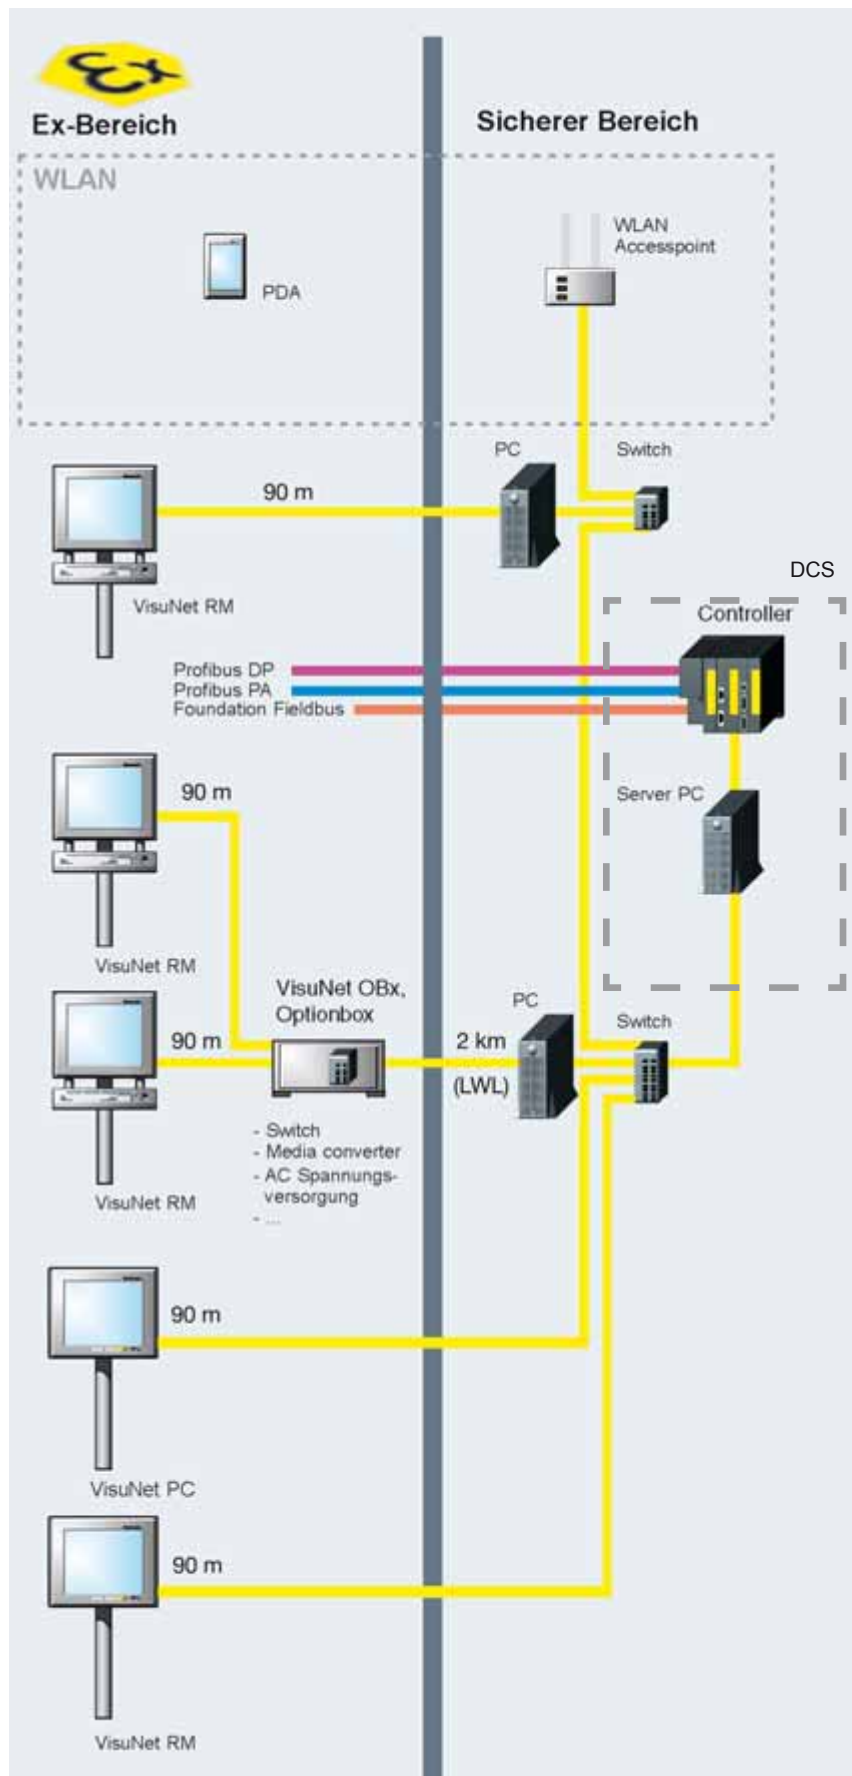 Ex
Ex-Bereich
Sicherer Bereich
WLAN
WLAN
Accesspoint
PDA
PC
Switch
90 m
VisuNet RM
DCS
Controller
Profibus DP
Profibus PA
Foundation Fieldbus
90 m
Server PC
VisuNet RM
VisuNet OBx,
Optionbox
PC
Switch
90 m
2 km
(LWL)
- Switch
- Media converter
- AC Spannungs-
versorgung
- ...
VisuNet RM
90 m
VisuNet PC
90 m
VisuNet RM